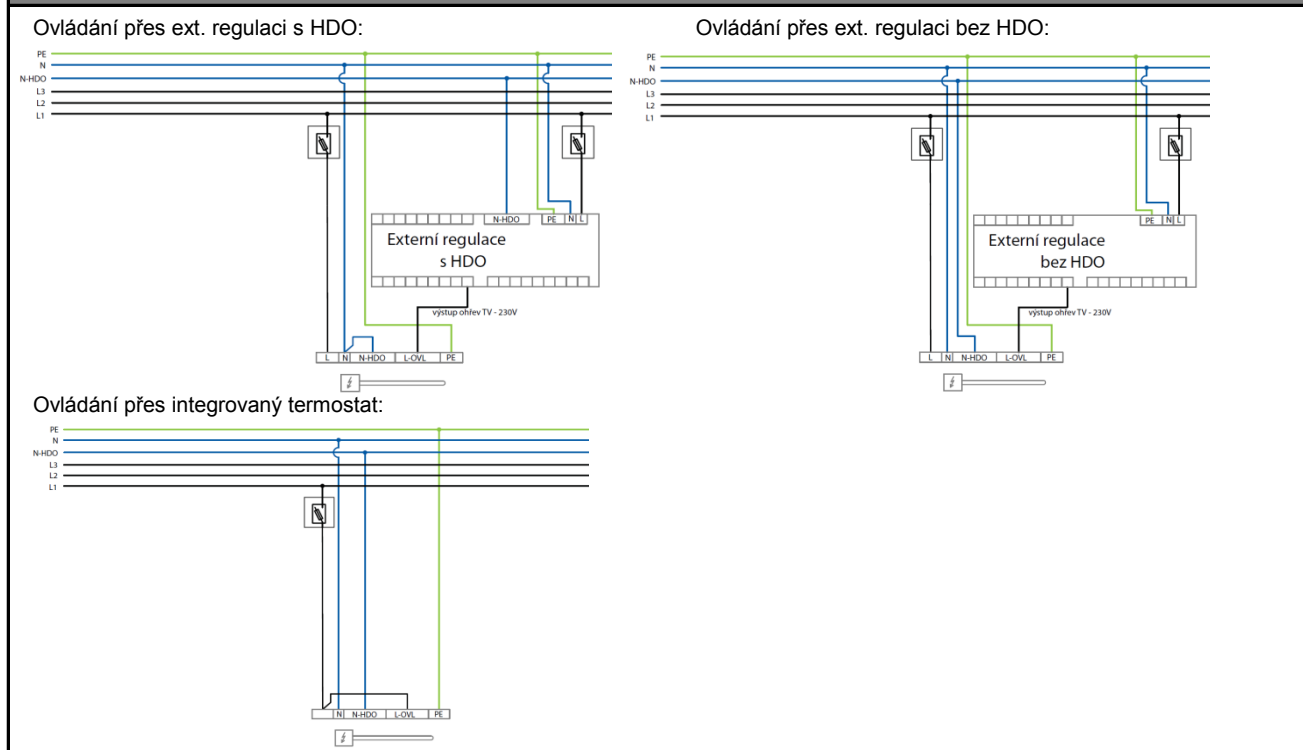 Ovládání přes ext. regulaci s HDO:
PE
N
N-HDO
L3
L2
L1
N-HDO PE N L
Externí regulace
s HDO
výstup ohřev TV - 230V
L N N-HDO L-OVL PE
Ovládání přes ext. regulaci bez HDO:
PE
N
N-HDO
L3
L2
L1
PE N L
Externí regulace
bez HDO
výstup ohřev TV - 230V
L N N-HDO L-OVL PE
Ovládání přes integrovaný termostat:
PE
N
N-HDO
L3
L2
L1
N N-HDO L-OVL PE